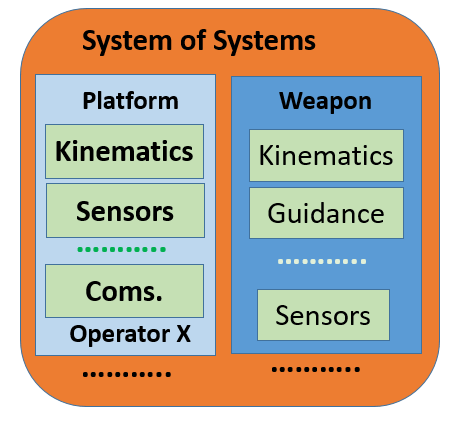 System of Systems
Platform
Kinematics
Sensors
...........
Coms.
Operator X
...........
Weapon
Kinematics
Guidance
...........
Sensors
...........